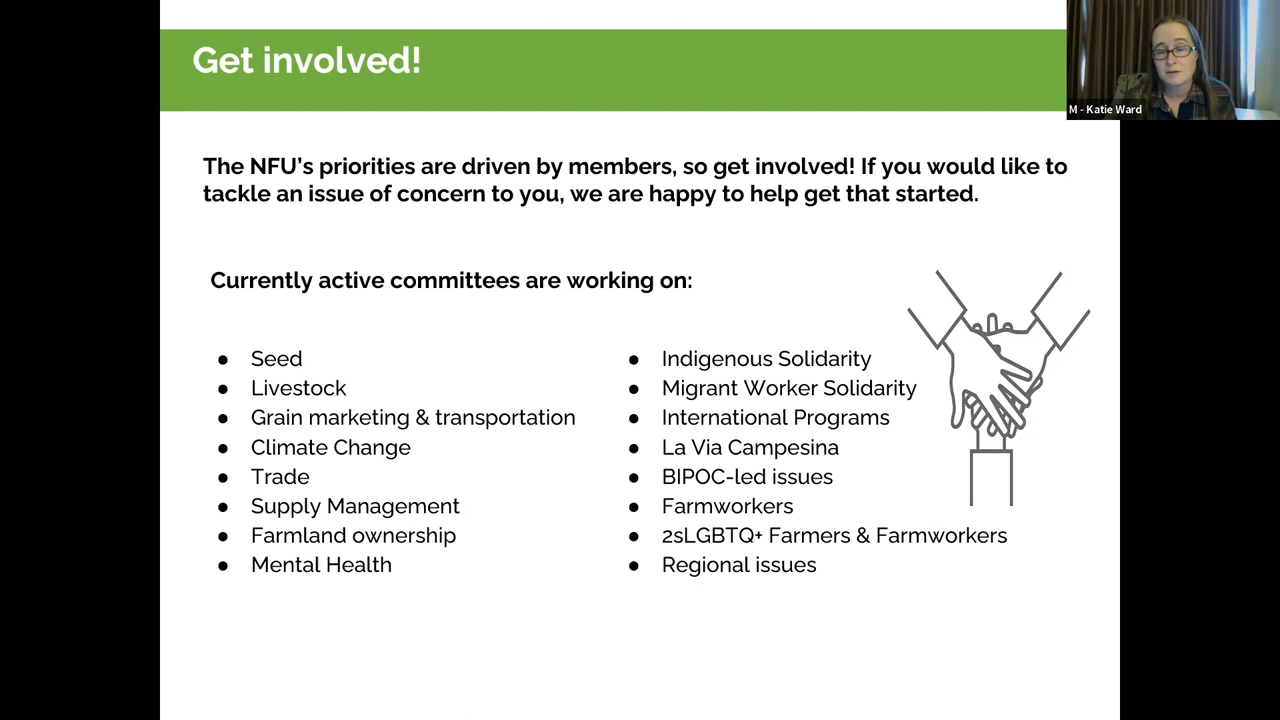 Get involved!
M - Katie Ward
The NFU's priorities are driven by members, so get involved! If you would like to
tackle an issue of concern to you, we are happy to help get that started.
Currently active committees are working on:
● Seed
● Livestock
● Grain marketing & transportation
● Climate Change
● Trade
● Supply Management
● Farmland ownership
● Mental Health
● Indigenous Solidarity
● Migrant Worker Solidarity
● International Programs
● La Via Campesina
● BIPOC-led issues
● Farmworkers
● 2sLGBTQ+ Farmers & Farmworkers
● Regional issues